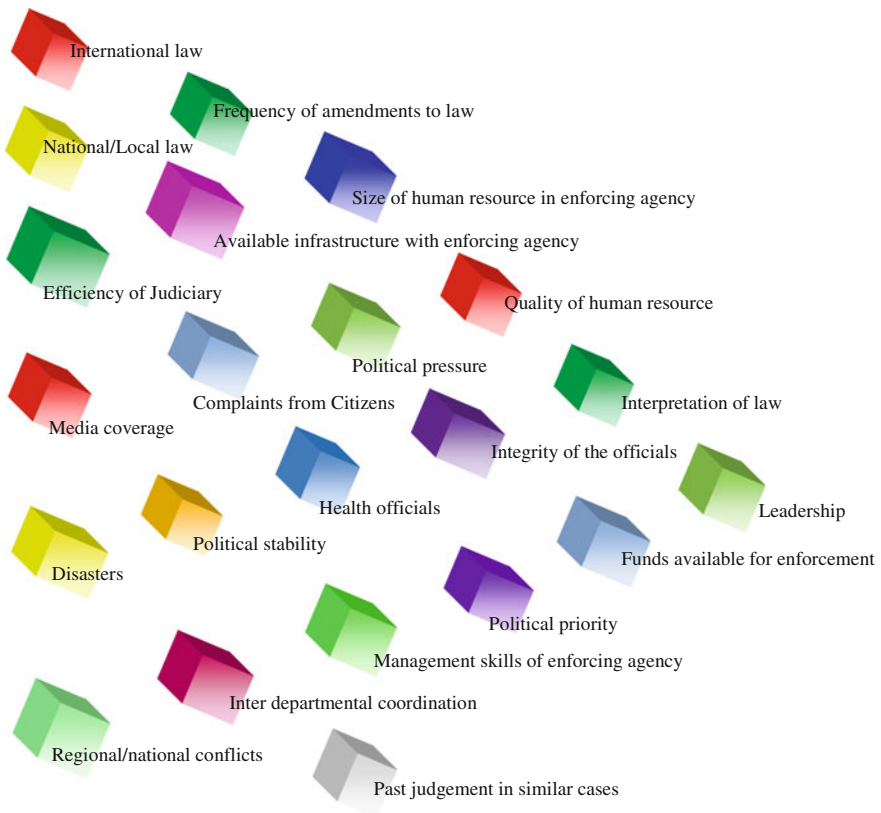 International law
Frequency of amendments to law
National/Local law
Size of human resource in enforcing agency
Available infrastructure with enforcing agency
Efficiency of Judiciary
Quality of human resource
Political pressure
Complaints from Citizens
Interpretation of law
Media coverage
Integrity of the officials
Health officials
Leadership
Political stability
Funds available for enforcement
Disasters
Political priority
Management skills of enforcing agency
Inter departmental coordination
Regional/national conflicts
Past judgement in similar cases